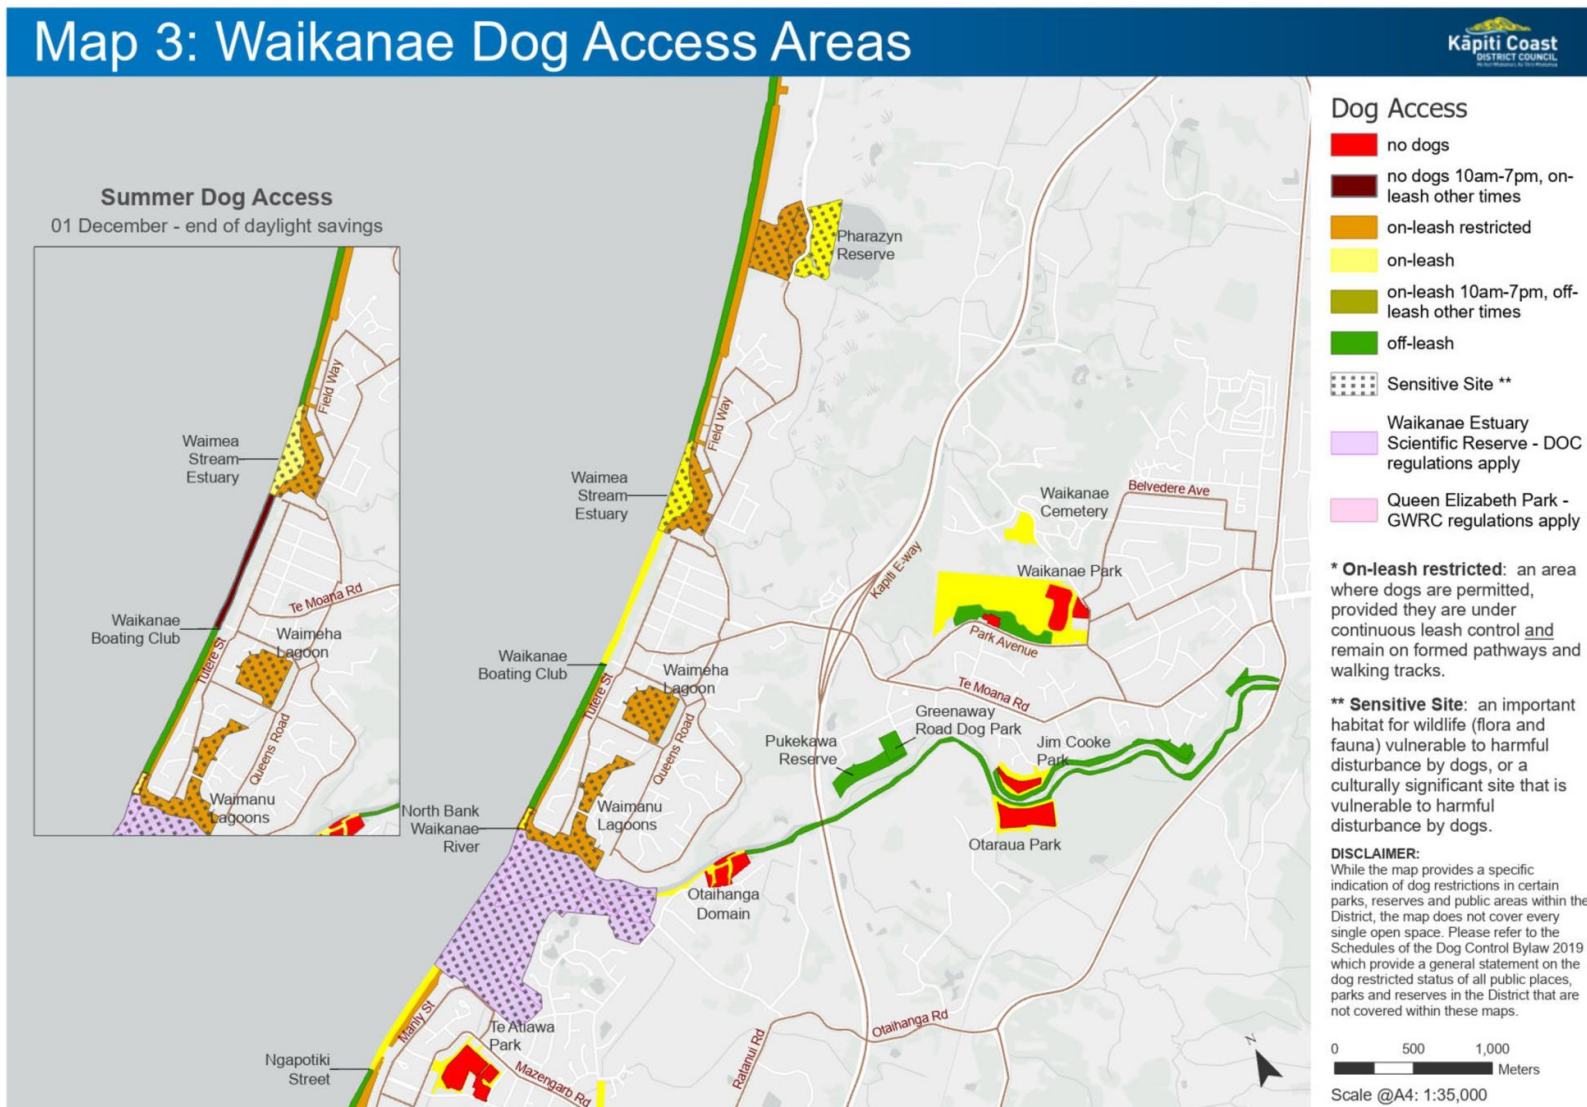 Map 3: Waikanae Dog Access Areas
Kāpiti Coast
DISTRICT COUNCIL
Summer Dog Access
01 December - end of daylight savings
Field Way
Waimea
Stream
Estuary
Te Moana Rd
Waikanae
Boating Club
Waimeha
Lagoon
Tutere St
Queens Road
Waimanu
Lagoons
Pharazyn
Reserve
Field Way
Waimea
Stream
Estuary
Waikanae
Cemetery
Belvedere Ave
Kapiti E-way
Waikanae Park
Park Avenue
Waikanae
Boating Club
Waimeha
Lagoon
Te Moana Rd
Tutere St
Greenaway
Road Dog Park
Queens Road
Pukekawa
Reserve
Jim Cooke
Park
North Bank
Waikanae
River
Waimanu
Lagoons
Otaraua Park
Otaihanga
Domain
Manly St
Te Atiawa
Park
Otaihanga Rd
Ratanui Rd
Ngapotiki
Street
Mazengarb Rd
N
Dog Access
no dogs
no dogs 10am-7pm, on-
leash other times
on-leash restricted
on-leash
on-leash 10am-7pm, off-
leash other times
off-leash
Sensitive Site **
Waikanae Estuary
Scientific Reserve - DOC
regulations apply
Queen Elizabeth Park -
GWRC regulations apply
* On-leash restricted: an area
where dogs are permitted,
provided they are under
continuous leash control and
remain on formed pathways and
walking tracks.
** Sensitive Site: an important
habitat for wildlife (flora and
fauna) vulnerable to harmful
disturbance by dogs, or a
culturally significant site that is
vulnerable to harmful
disturbance by dogs.
DISCLAIMER:
While the map provides a specific
indication of dog restrictions in certain
parks, reserves and public areas within the
District, the map does not cover every
single open space. Please refer to the
Schedules of the Dog Control Bylaw 2019
which provide a general statement on the
dog restricted status of all public places,
parks and reserves in the District that are
not covered within these maps.
0 500 1,000
Meters
Scale @A4: 1:35,000